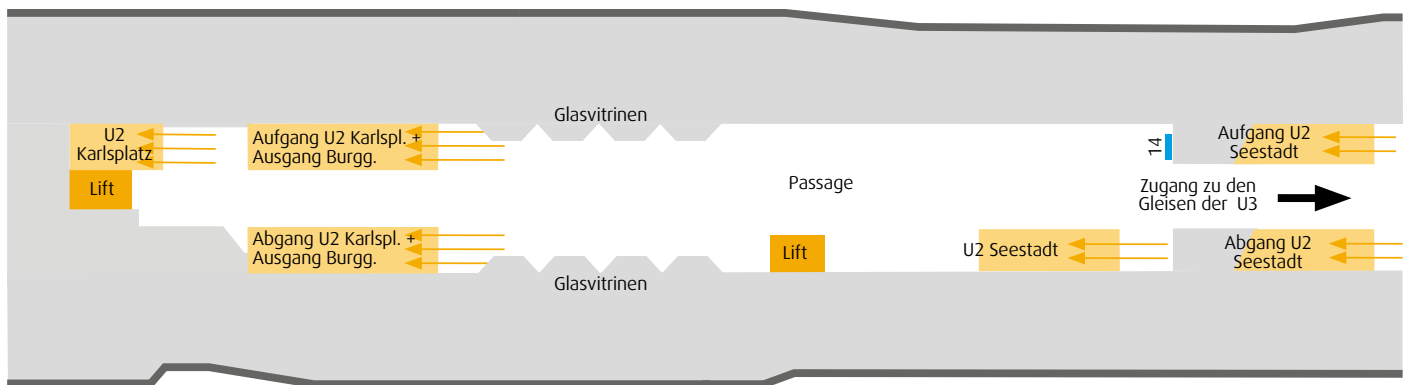 Glasvitrinen
U2
Karlsplatz
Aufgang U2 Karlspl. +
Ausgang Burgg.
14
Aufgang U2
Seestadt
Lift
Passage
Zugang zu den
Gleisen der U3
Abgang U2 Karlspl. +
Ausgang Burgg.
Lift
U2 Seestadt
Abgang U2
Seestadt
Glasvitrinen